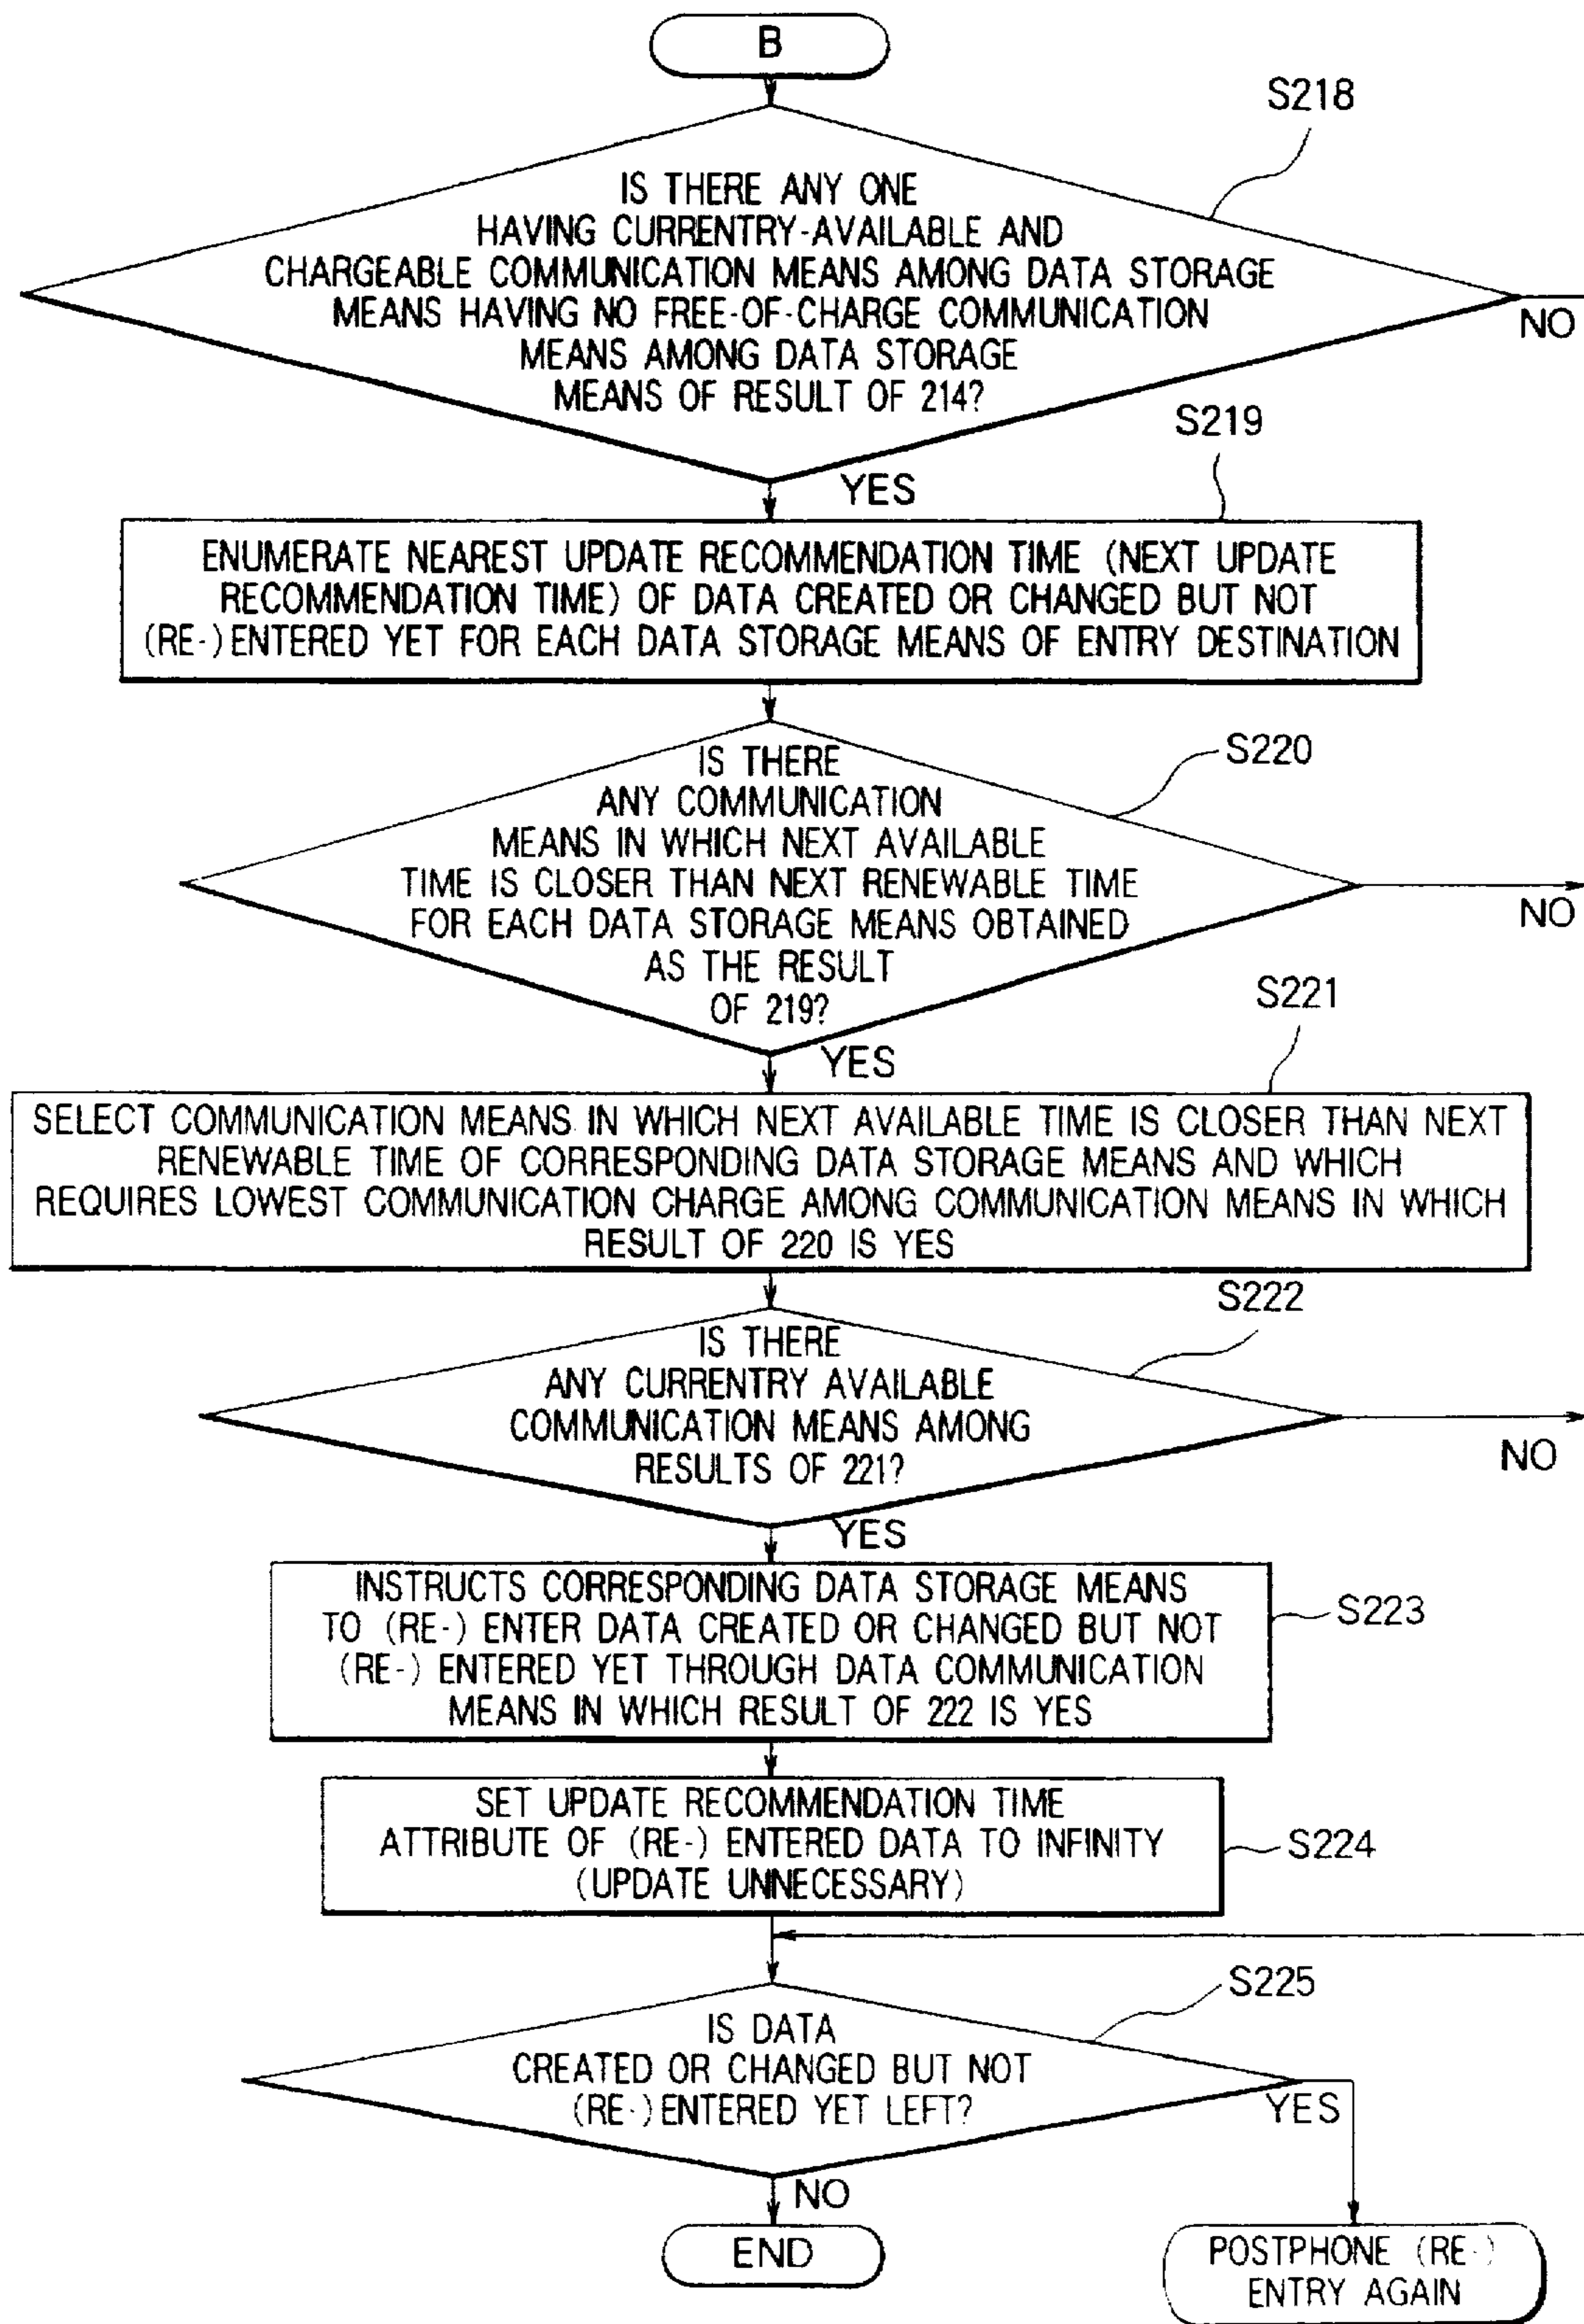 B
S218
IS THERE ANY ONE
HAVING CURRENTRY-AVAILABLE AND
CHARGEABLE COMMUNICATION MEANS AMONG DATA STORAGE
MEANS HAVING NO FREE-OF-CHARGE COMMUNICATION
MEANS AMONG DATA STORAGE
MEANS OF RESULT OF 214?
NO
S219
YES
ENUMERATE NEAREST UPDATE RECOMMENDATION TIME (NEXT UPDATE
RECOMMENDATION TIME) OF DATA CREATED OR CHANGED BUT NOT
(RE-) ENTERED YET FOR EACH DATA STORAGE MEANS OF ENTRY DESTINATION
S220
IS THERE
ANY COMMUNICATION
MEANS IN WHICH NEXT AVAILABLE
TIME IS CLOSER THAN NEXT RENEWABLE TIME
FOR EACH DATA STORAGE MEANS OBTAINED
AS THE RESULT
OF 219?
NO
S221
YES
SELECT COMMUNICATION MEANS IN WHICH NEXT AVAILABLE TIME IS CLOSER THAN NEXT
RENEWABLE TIME OF CORRESPONDING DATA STORAGE MEANS AND WHICH
REQUIRES LOWEST COMMUNICATION CHARGE AMONG COMMUNICATION MEANS IN WHICH
RESULT OF 220 IS YES
S222
IS THERE
ANY CURRENTRY AVAILABLE
COMMUNICATION MEANS AMONG
RESULTS OF 221?
NO
YES
INSTRUCTS CORRESPONDING DATA STORAGE MEANS
TO (RE-) ENTER DATA CREATED OR CHANGED BUT NOT
(RE-) ENTERED YET THROUGH DATA COMMUNICATION
MEANS IN WHICH RESULT OF 222 IS YES
S223
SET UPDATE RECOMMENDATION TIME
ATTRIBUTE OF (RE-) ENTERED DATA TO INFINITY
(UPDATE UNNECESSARY)
S224
S225
IS DATA
CREATED OR CHANGED BUT NOT
(RE-) ENTERED YET LEFT?
YES
NO
END
POSTPHONE (RE-)
ENTRY AGAIN